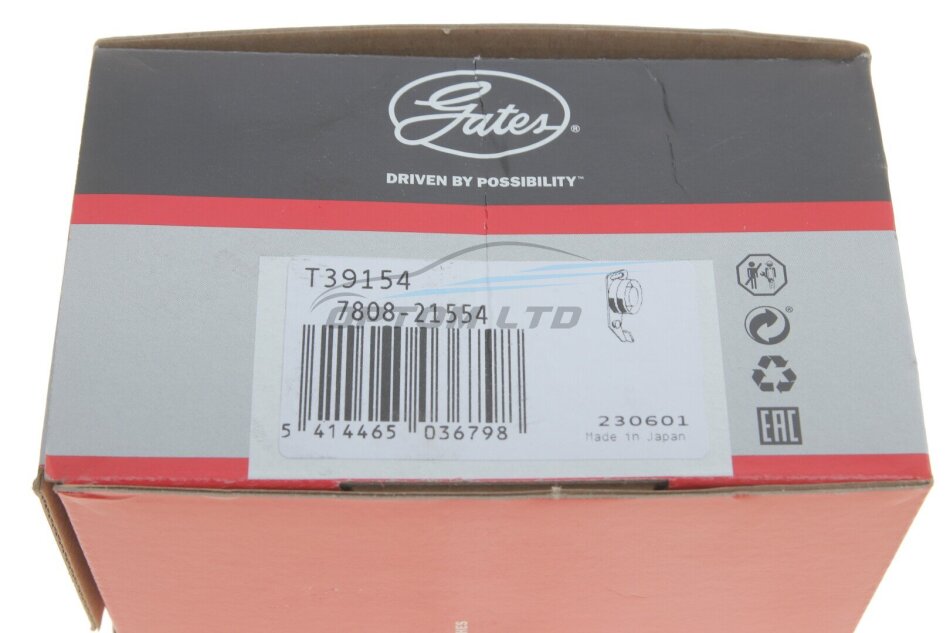 Gates®
DRIVEN BY POSSIBILITY™
T39154
7808-21554
5 414465 036798
230601
Made in Japan
EAC